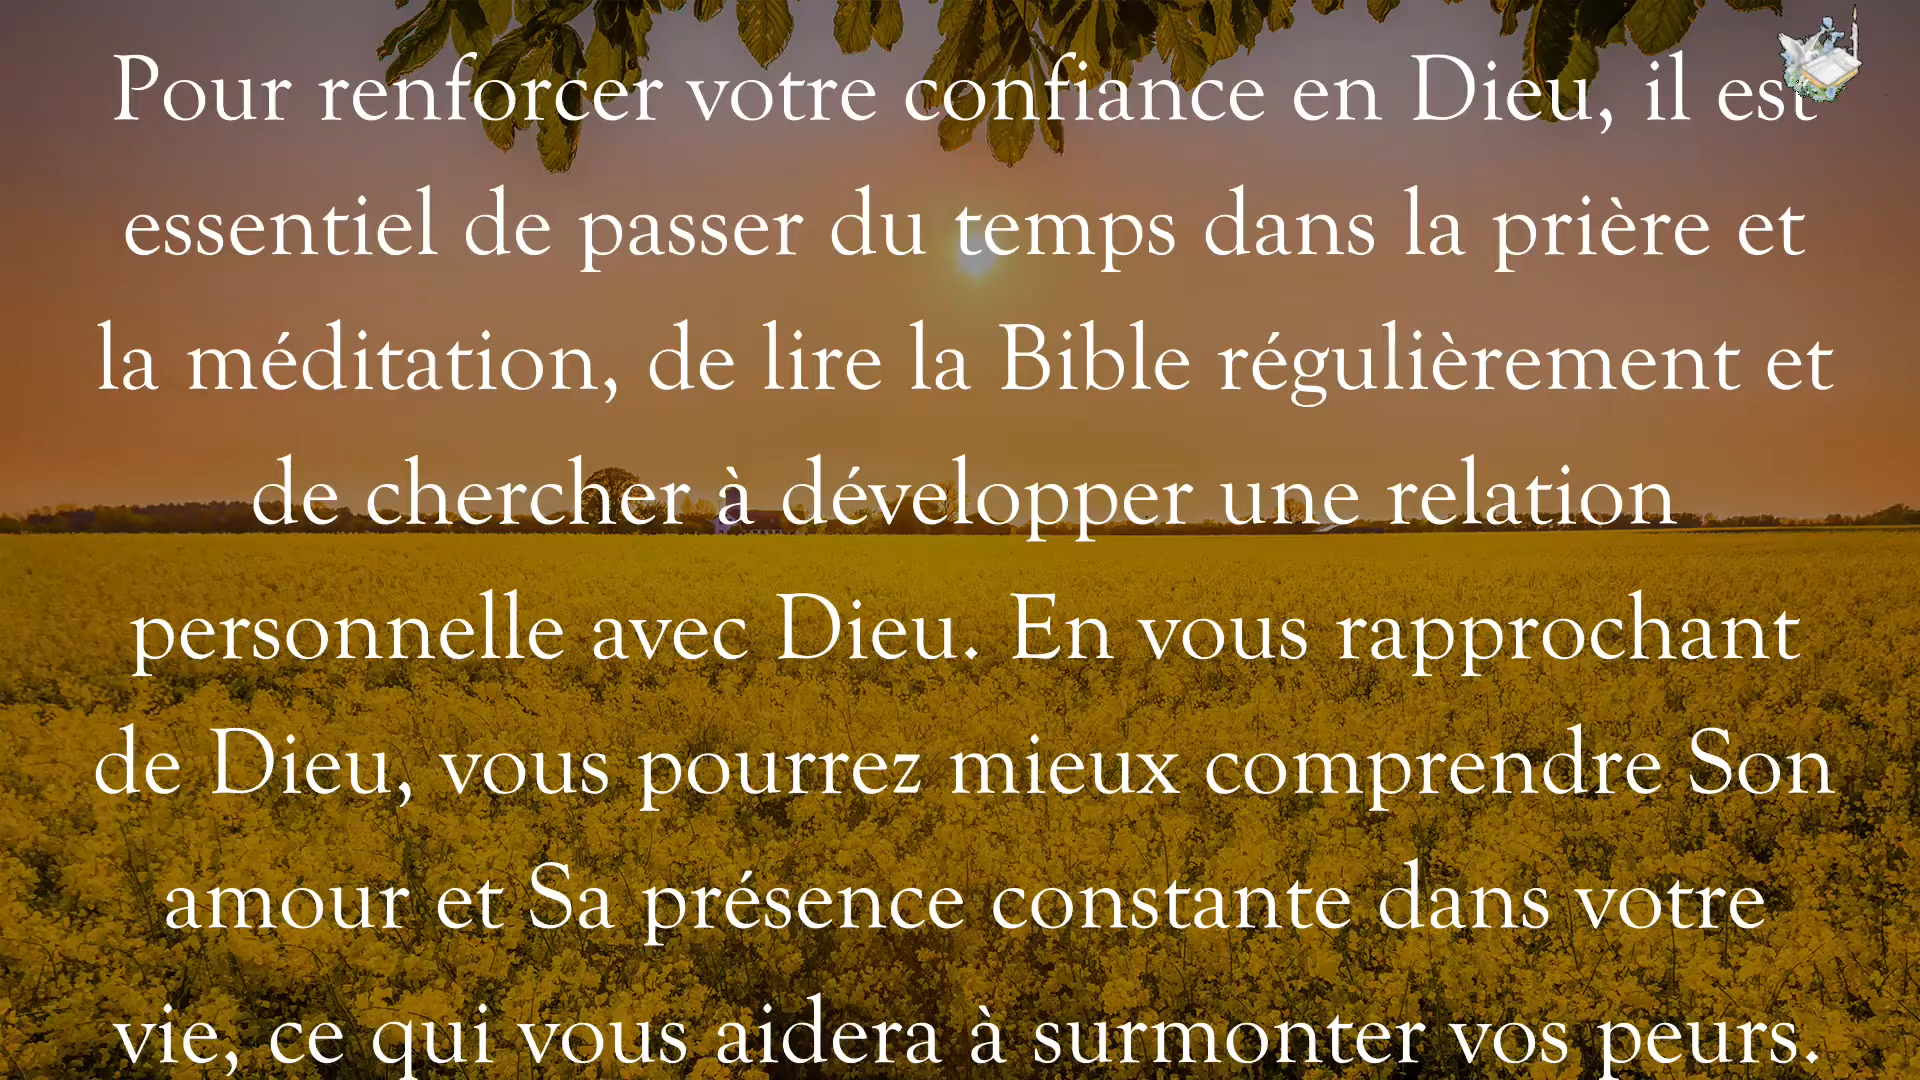 Pour renforcer votre confiance en Dieu, il est
essentiel de passer du temps dans la prière et
la méditation, de lire la Bible régulièrement et
de chercher à développer une relation
personnelle avec Dieu. En vous rapprochant
de Dieu, vous pourrez mieux comprendre Son
amour et Sa présence constante dans votre
vie, ce qui vous aidera à surmonter vos peurs.